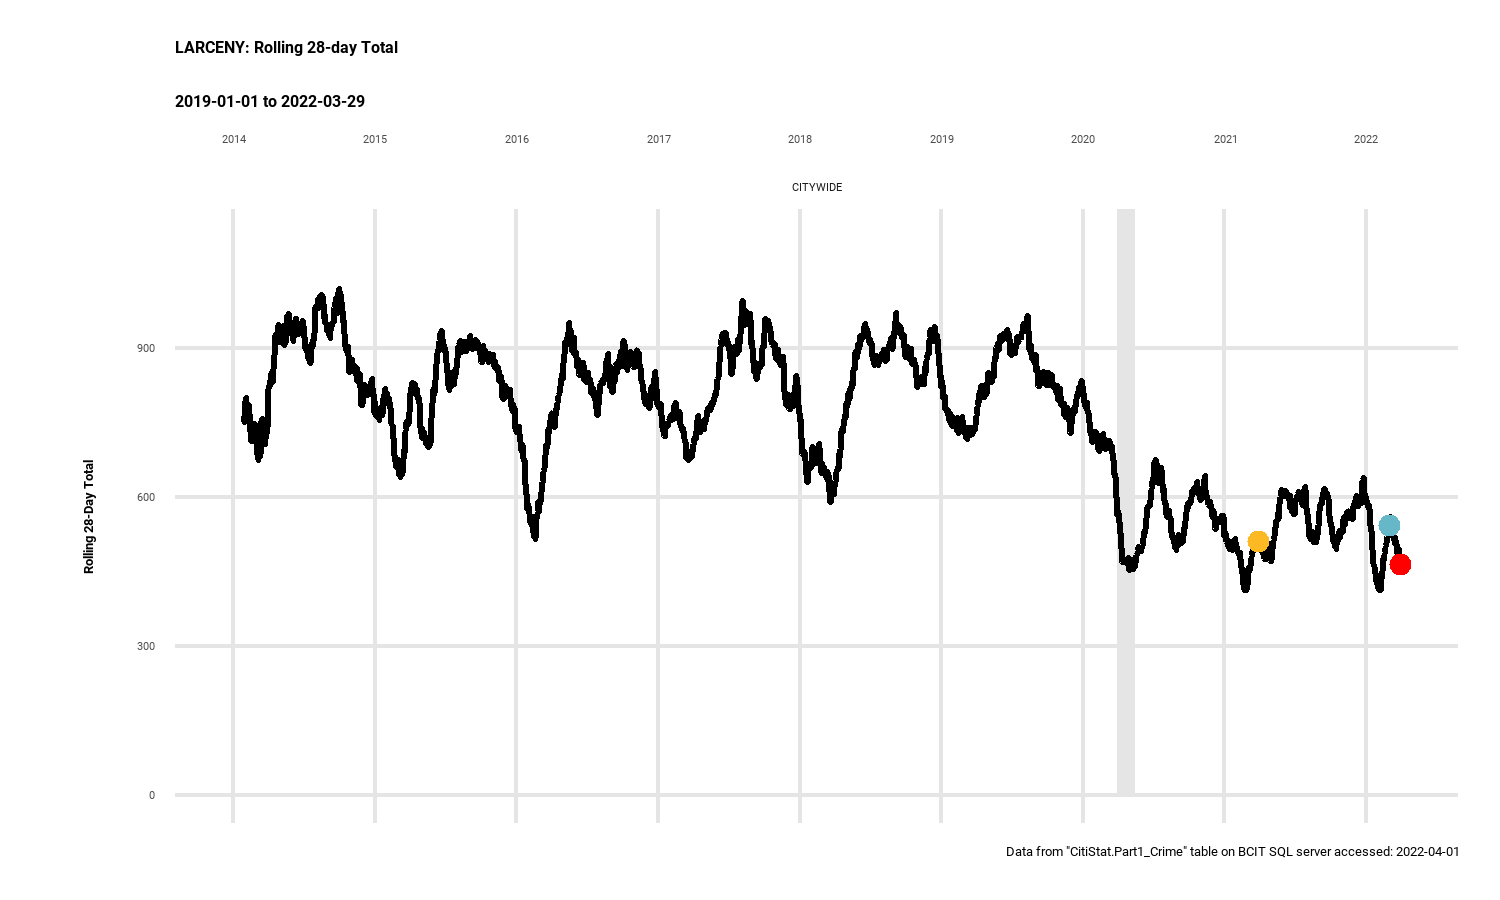 LARCENY: Rolling 28-day Total
2019-01-01 to 2022-03-29
2014 2015 2016 2017 2018 2019 2020 2021 2022
CITYWIDE
900
600
300
0
Rolling 28-Day Total
Data from "CitiStat.Part1_Crime" table on BCIT SQL server accessed: 2022-04-01